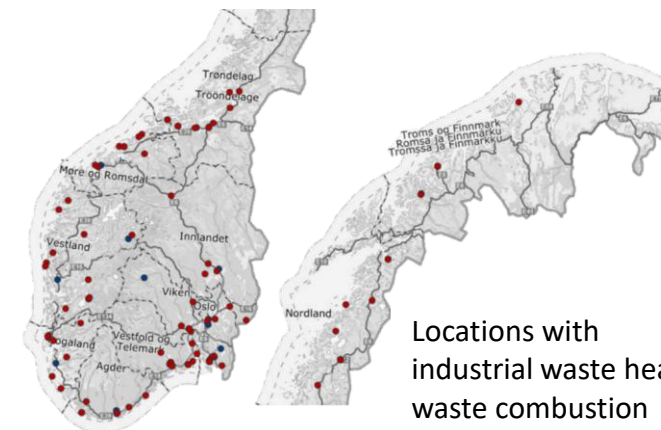 Trøndelag
Trööndelage
Møre og Romsdal
Vestland
Innlandet
Viken
Oslo
Rogaland
Vestfold og
Telemark
Agder
Troms og Finnmark
Romsa ja Finnmárku
Tromssa ja Finmarkku
Nordland
Locations with
industrial waste hea
waste combustion